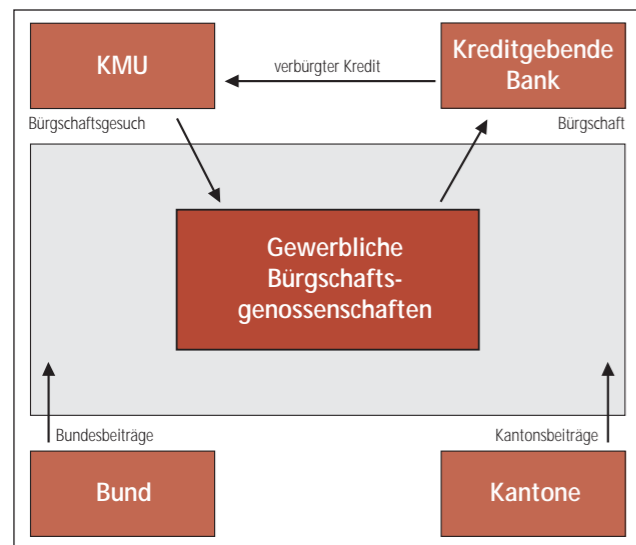 KMU
verbürgter Kredit
Kreditgebende
Bank
Bürgschaftsgesuch
Bürgschaft
Gewerbliche
Bürgschafts-
genossenschaften
Bundesbeiträge
Kantonsbeiträge
Bund
Kantone